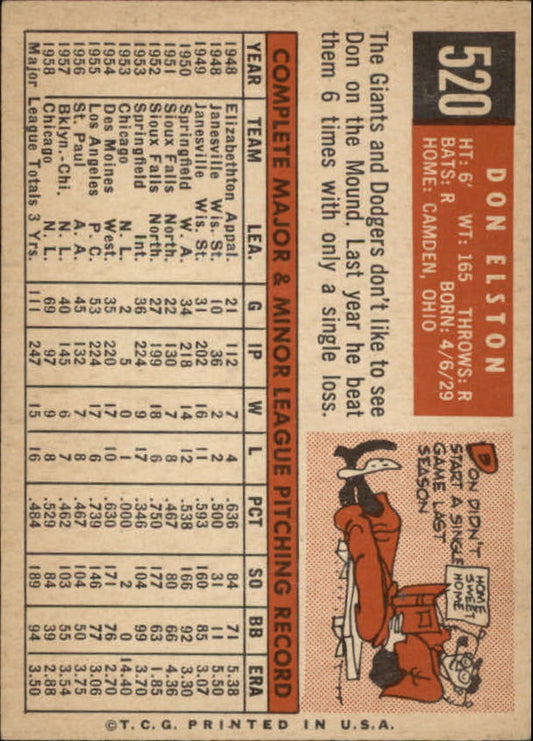 520
DON ELSTON
HT: 6' WT: 165 THROWS: R
BATS: R BORN: 4/6/29
HOME: CAMDEN, OHIO
The Giants and Dodgers don't like to see
Don on the Mound. Last year he beat
them 6 times with only a single loss.
DON DIDN'T
START A SINGLE
GAME LAST
SEASON
HOME
SWEET
HOME
COMPLETE MAJOR & MINOR LEAGUE PITCHING RECORD
YEAR TEAM LEA. G IP W L PCT SO BB ERA
1948 Elizabethton Appal. 21 112 7 4 .636 84 71 5.38
1948 Janesville Wis. St. 10 36 2 2 .500 31 11 5.50
1949 Janesville Wis. St. 31 202 16 11 .593 160 85 3.07
1950 Springfield W. A. 34 218 14 12 .538 166 92 3.30
1951 Sioux Falls North. 22 130 7 8 .467 80 66 4.36
1952 Sioux Falls North. 27 199 18 6 .750 177 63 1.85
1953 Springfield Int. 36 224 9 17 .346 104 99 3.70
1953 Chicago N. L. 2 5 0 1 .000 2 0 14.40
1954 Des Moines West. 35 220 17 10 .630 171 76 2.70
1955 Los Angeles P. C. 53 224 17 6 .739 146 77 3.06
1956 St. Paul A. A. 45 132 6 7 .462 104 50 3.75
1957 Bklyn.-Chi. N. L. 40 145 6 7 .462 103 55 3.54
1958 Chicago N. L. 69 97 9 8 .529 84 39 2.88
Major League Totals 3 Yrs. 111 247 15 16 .484 189 94 3.50
©T.C.G. PRINTED IN U.S.A.